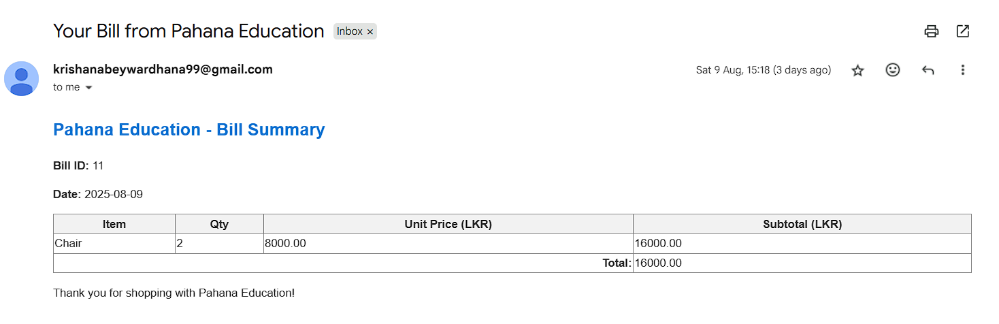 Your Bill from Pahana Education Inbox ×
krishanabeywardhana99@gmail.com Sat 9 Aug, 15:18 (3 days ago)
to me
Pahana Education - Bill Summary
Bill ID: 11
Date: 2025-08-09
Item Qty Unit Price (LKR) Subtotal (LKR)
Chair 2 8000.00 16000.00
Total: 16000.00
Thank you for shopping with Pahana Education!